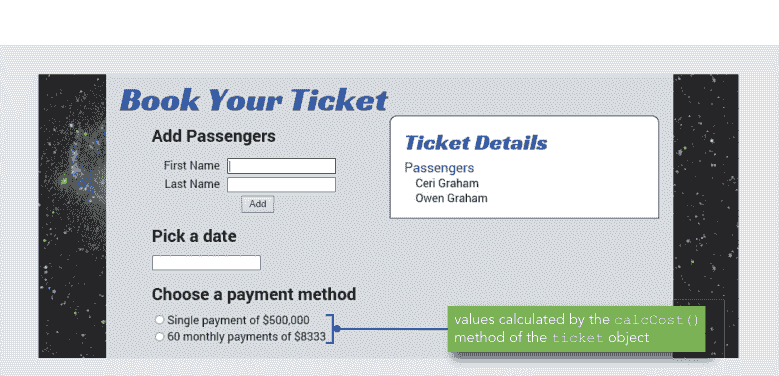 Book Your Ticket
Add Passengers
First Name
Last Name
Add
Pick a date
Choose a payment method
Single payment of $500,000
60 monthly payments of $8333
Ticket Details
Passengers
Ceri Graham
Owen Graham
values calculated by the calcCost()
method of the ticket object